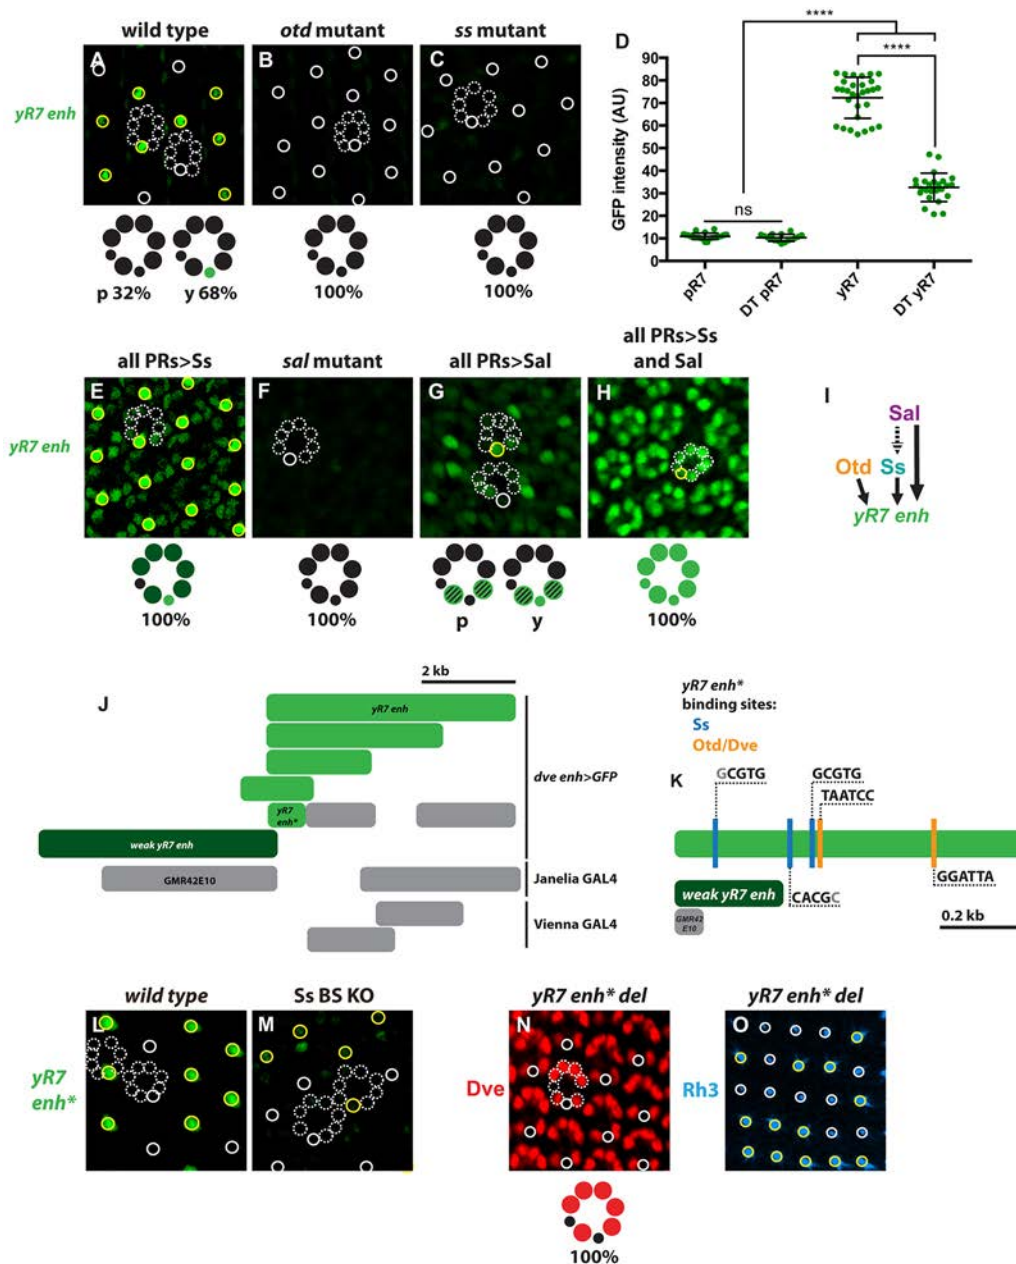 wild type
otd mutant
ss mutant
yR7 enh
A
B
C
p 32%
y 68%
100%
100%
D
****
****
ns
GFP intensity (AU)
90
80
70
60
50
40
30
20
10
0
pR7
DT pR7
yR7
DT yR7
all PRs>Ss
sal mutant
all PRs>Sal
all PRs>Ss
and Sal
yR7 enh
E
F
G
H
100%
100%
p
y
100%
I
Sal
Otd Ss
yR7 enh
J
2 kb
yR7 enh
yR7
enh*
weak yR7 enh
GMR42E10
dve enh>GFP
Janelia GAL4
Vienna GAL4
yR7 enh*
binding sites:
Ss
Otd/Dve
K
GCGTG
GCGTG
TAATCC
CACGC
GGATTA
weak yR7 enh
GMR42
E10
0.2 kb
wild type
Ss BS KO
yR7 enh* del
yR7 enh* del
L
M
N
O
yR7
enh*
Dve
Rh3
100%